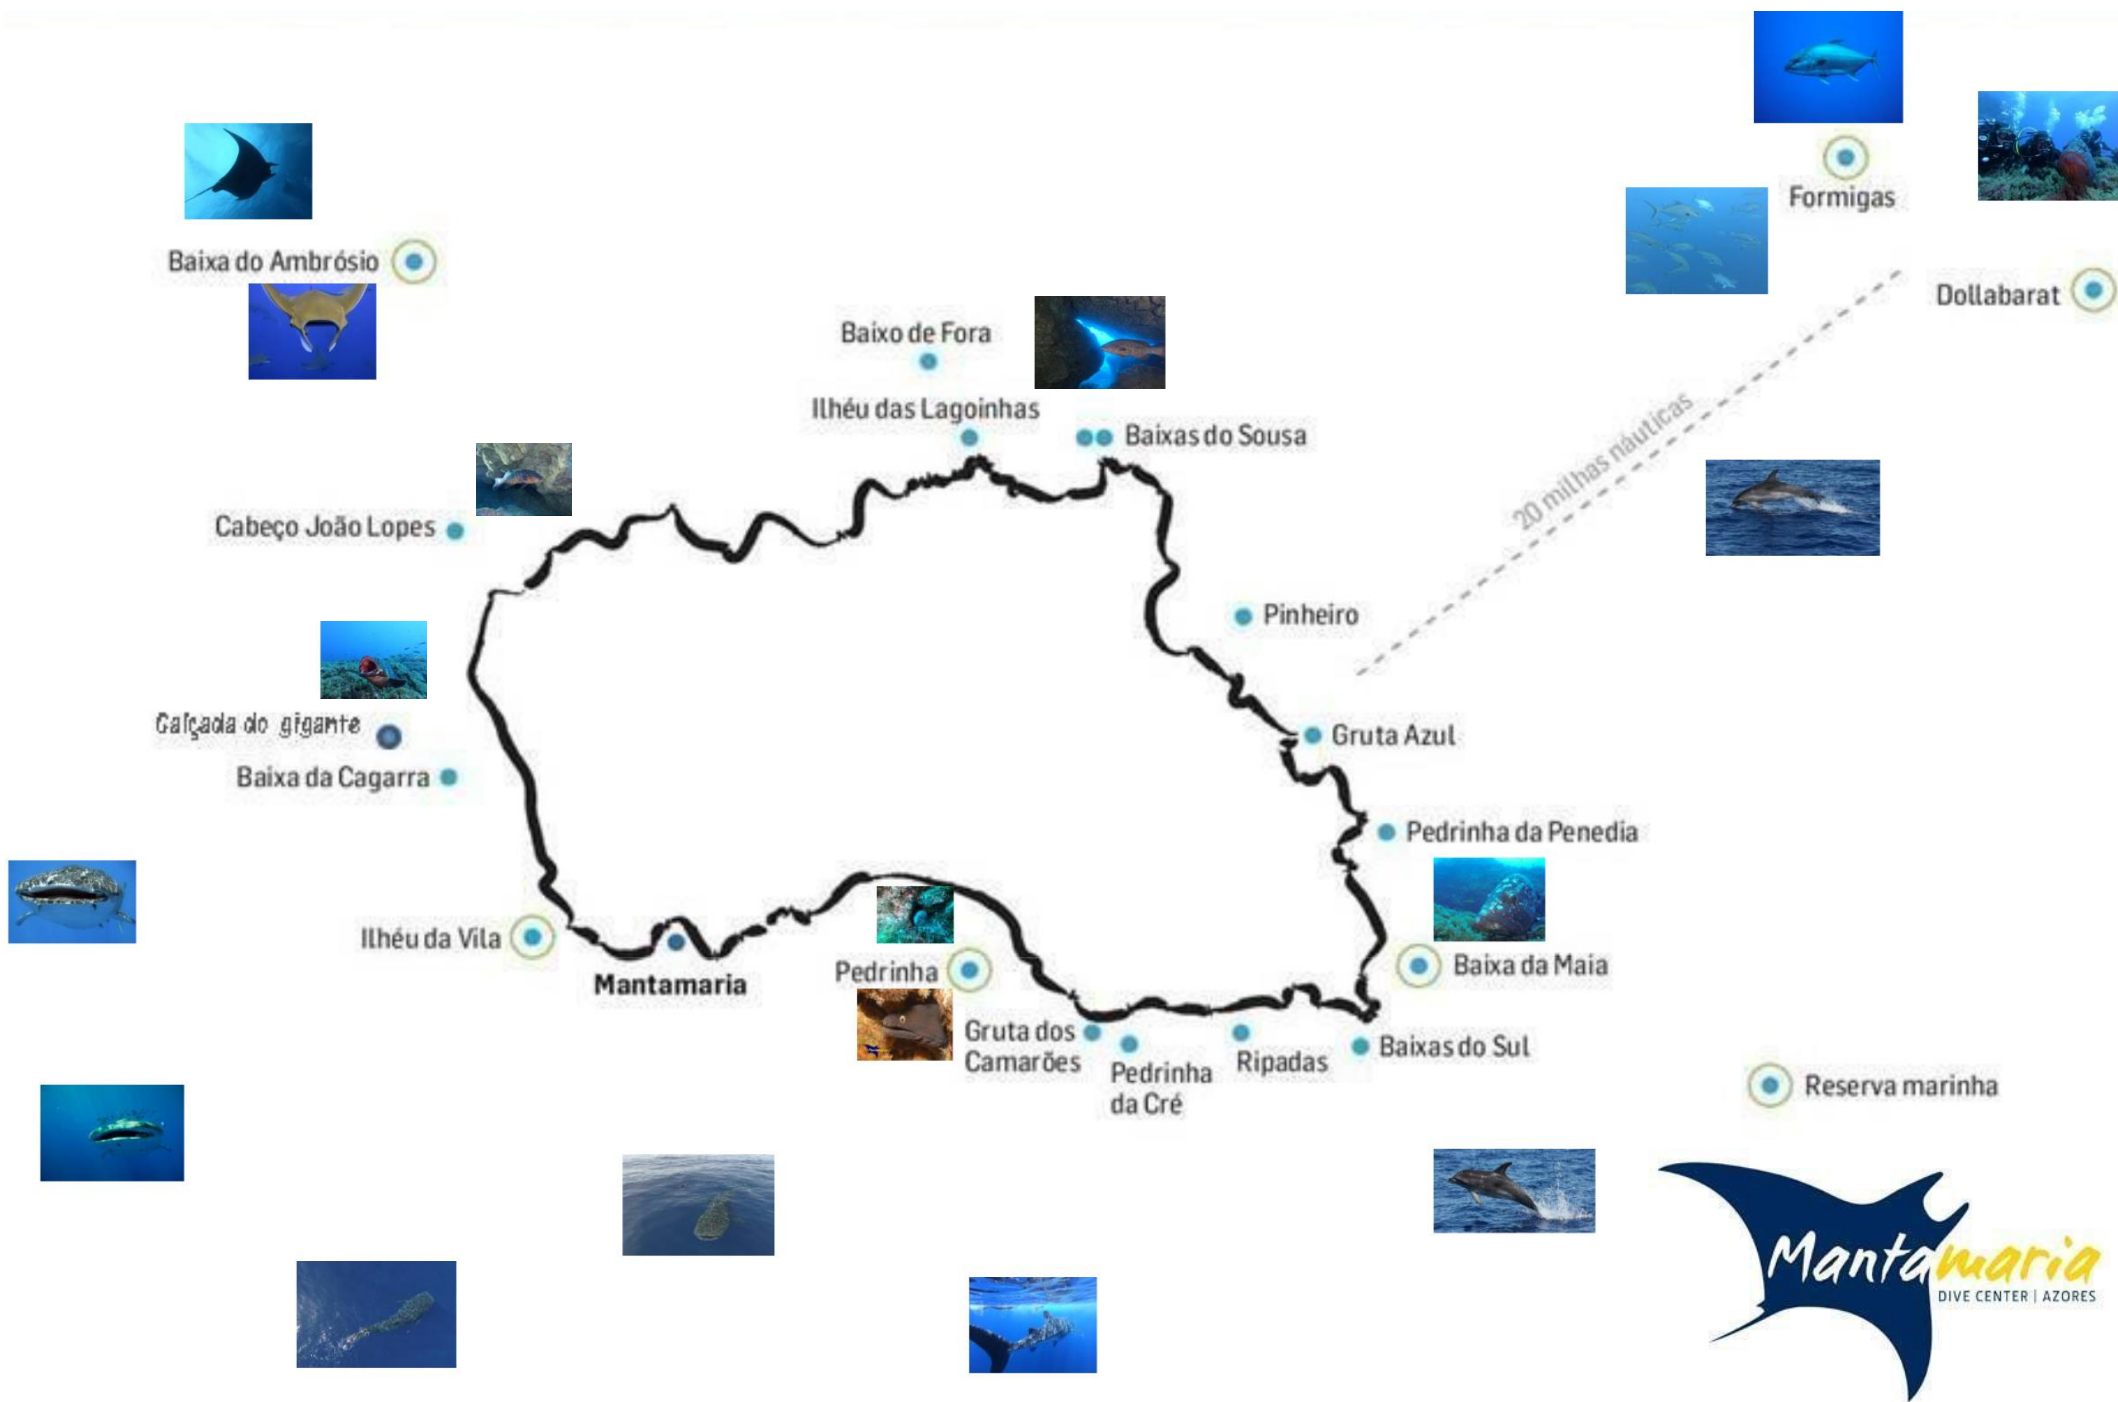 Formigas
Baixa do Ambrósio
Dollabarat
Baixo de Fora
Ilhéu das Lagoinhas
Baixas do Sousa
20 milhas náuticas
Cabeço João Lopes
Pinheiro
Calçada do gigante
Gruta Azul
Baixa da Cagarra
Pedrinha da Penedia
Ilhéu da Vila
Mantamaria
Pedrinha
Baixa da Maia
Gruta dos
Camarões
Pedrinha
da Cré
Ripadas
Baixas do Sul
Reserva marinha
Mantamaria
DIVE CENTER | AZORES